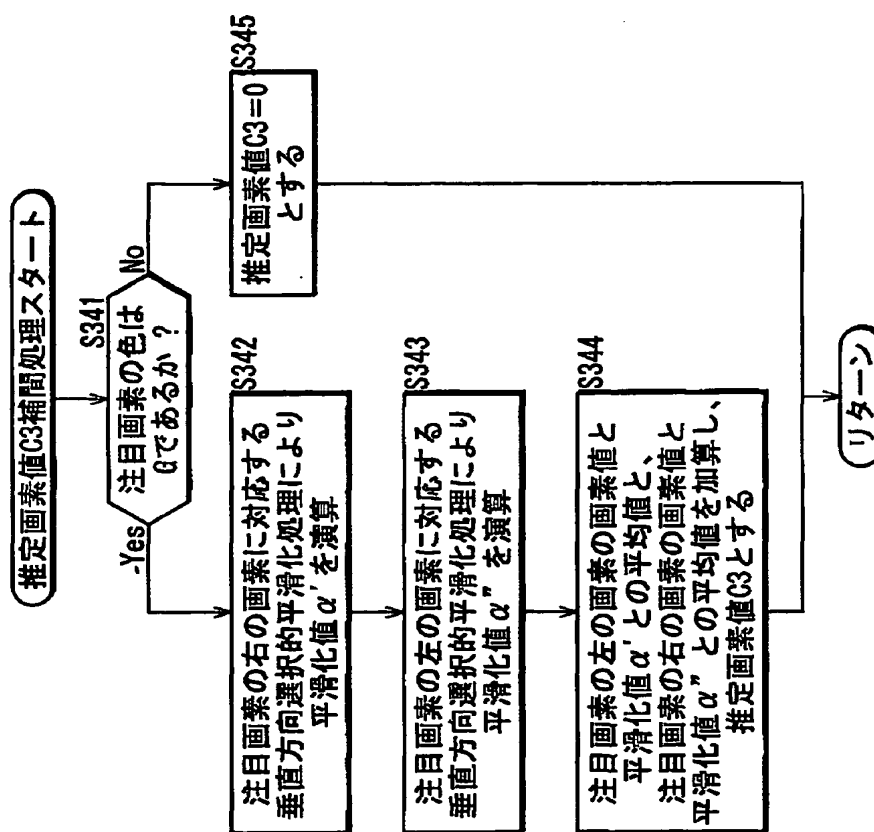 推定画素値C3補間処理スタート
S341
注目画素の色は
Gであるか？
Yes
No
S342
注目画素の右の画素に対応する
垂直方向選択的平滑化処理により
平滑化値α'を演算
S343
注目画素の左の画素に対応する
垂直方向選択的平滑化処理により
平滑化値α"を演算
S344
注目画素の左の画素の画素値と
平滑化値α'との平均値と、
注目画素の右の画素の画素値と
平滑化値α"との平均値を加算し、
推定画素値C3とする
S345
推定画素値C3=0
とする
リターン